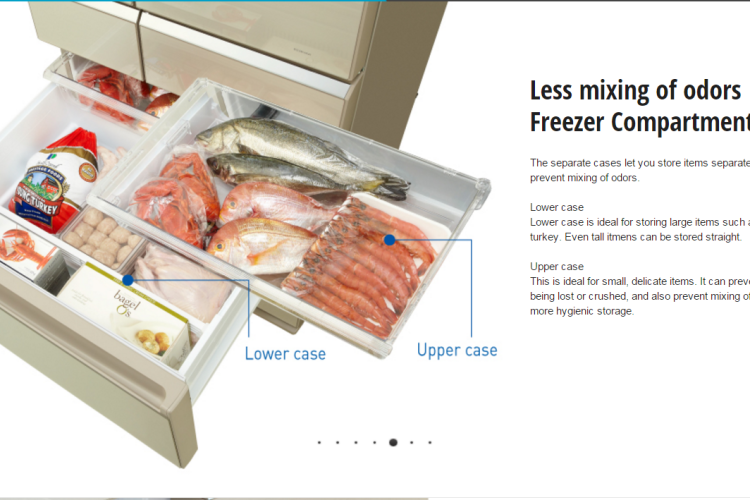 Less mixing of odors
Freezer Compartment
The separate cases let you store items separate
prevent mixing of odors.
Lower case
Lower case is ideal for storing large items such a
turkey. Even tall itmens can be stored straight.
Upper case
This is ideal for small, delicate items. It can preve
being lost or crushed, and also prevent mixing of
more hygienic storage.
TURKEY
bagel
Lower case
Upper case